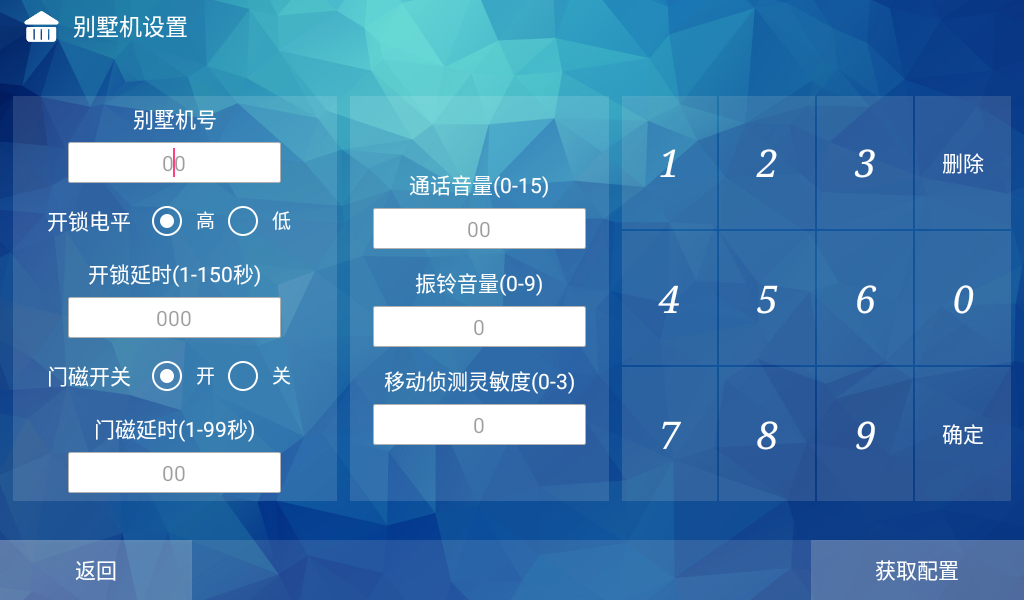 别墅机设置
别墅机号
00
开锁电平 高 低
开锁延时(1-150秒)
000
门磁开关 开 关
门磁延时(1-99秒)
00
通话音量(0-15)
00
振铃音量(0-9)
0
移动侦测灵敏度(0-3)
0
1 2 3 删除
4 5 6 0
7 8 9 确定
返回 获取配置